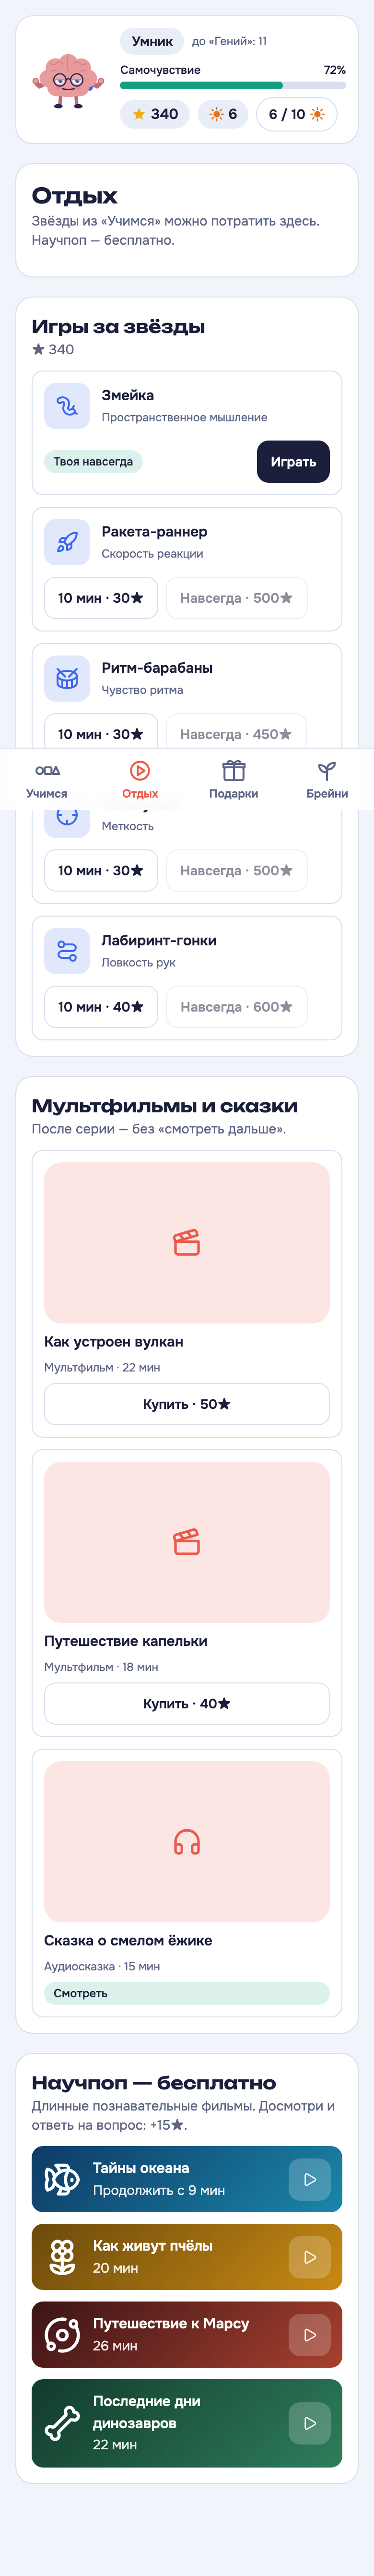 Умник до «Гений»: 11
Самочувствие 72%
340 6 6 / 10
Отдых
Звёзды из «Учимся» можно потратить здесь.
Научпоп — бесплатно.
Игры за звёзды
★ 340
Змейка
Пространственное мышление
Твоя навсегда Играть
Ракета-раннер
Скорость реакции
10 мин · 30★ Навсегда · 500★
Ритм-барабаны
Чувство ритма
10 мин · 30★ Навсегда · 450★
Учимся Отдых Подарки Брейни
Меткость
10 мин · 30★ Навсегда · 500★
Лабиринт-гонки
Ловкость рук
10 мин · 40★ Навсегда · 600★
Мультфильмы и сказки
После серии — без «смотреть дальше».
Как устроен вулкан
Мультфильм · 22 мин
Купить · 50★
Путешествие капельки
Мультфильм · 18 мин
Купить · 40★
Сказка о смелом ёжике
Аудиосказка · 15 мин
Смотреть
Научпоп — бесплатно
Длинные познавательные фильмы. Досмотри и
ответь на вопрос: +15★.
Тайны океана
Продолжить с 9 мин
Как живут пчёлы
20 мин
Путешествие к Марсу
26 мин
Последние дни
динозавров
22 мин